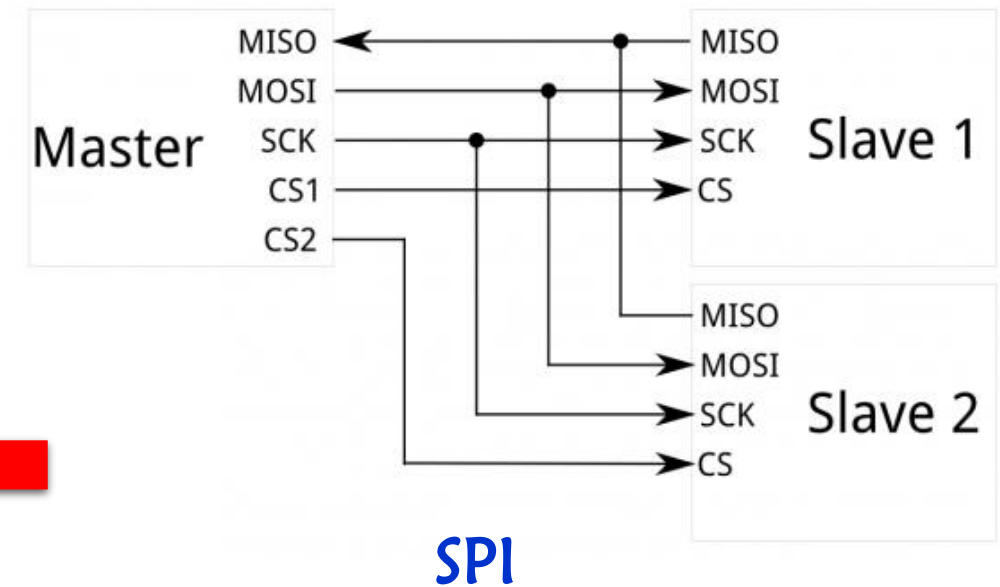 MISO
MOSI
Master
SCK
CS1
CS2
MISO
MOSI
SCK
Slave 1
CS
MISO
MOSI
SCK
Slave 2
CS
SPI